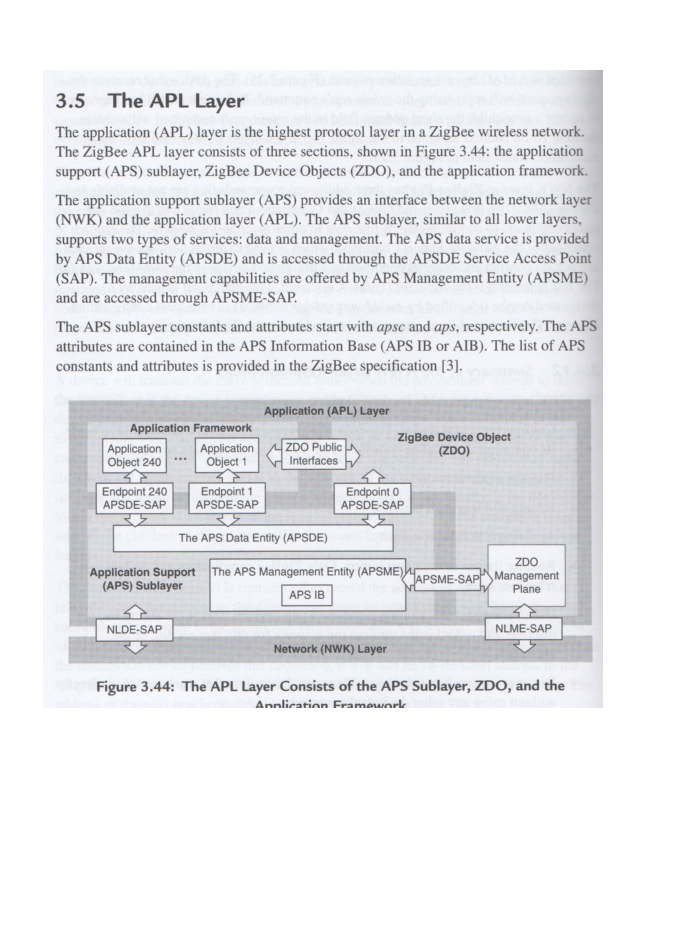 3.5 The APL Layer
The application (APL) layer is the highest protocol layer in a ZigBee wireless network.
The ZigBee APL layer consists of three sections, shown in Figure 3.44: the application
support (APS) sublayer, ZigBee Device Objects (ZDO), and the application framework.
The application support sublayer (APS) provides an interface between the network layer
(NWK) and the application layer (APL). The APS sublayer, similar to all lower layers,
supports two types of services: data and management. The APS data service is provided
by APS Data Entity (APSDE) and is accessed through the APSDE Service Access Point
(SAP). The management capabilities are offered by APS Management Entity (APSME)
and are accessed through APSME-SAP.
The APS sublayer constants and attributes start with apsc and aps, respectively. The APS
attributes are contained in the APS Information Base (APS IB or AIB). The list of APS
constants and attributes is provided in the ZigBee specification [3].
Application (APL) Layer
Application Framework
ZigBee Device Object
(ZDO)
Application
Object 240
...
Application
Object 1
ZDO Public
Interfaces
Endpoint 240
APSDE-SAP
Endpoint 1
APSDE-SAP
Endpoint 0
APSDE-SAP
The APS Data Entity (APSDE)
Application Support
(APS) Sublayer
The APS Management Entity (APSME)
APS IB
APSME-SAP
ZDO
Management
Plane
NLDE-SAP
NLME-SAP
Network (NWK) Layer
Figure 3.44: The APL Layer Consists of the APS Sublayer, ZDO, and the
Application Framework